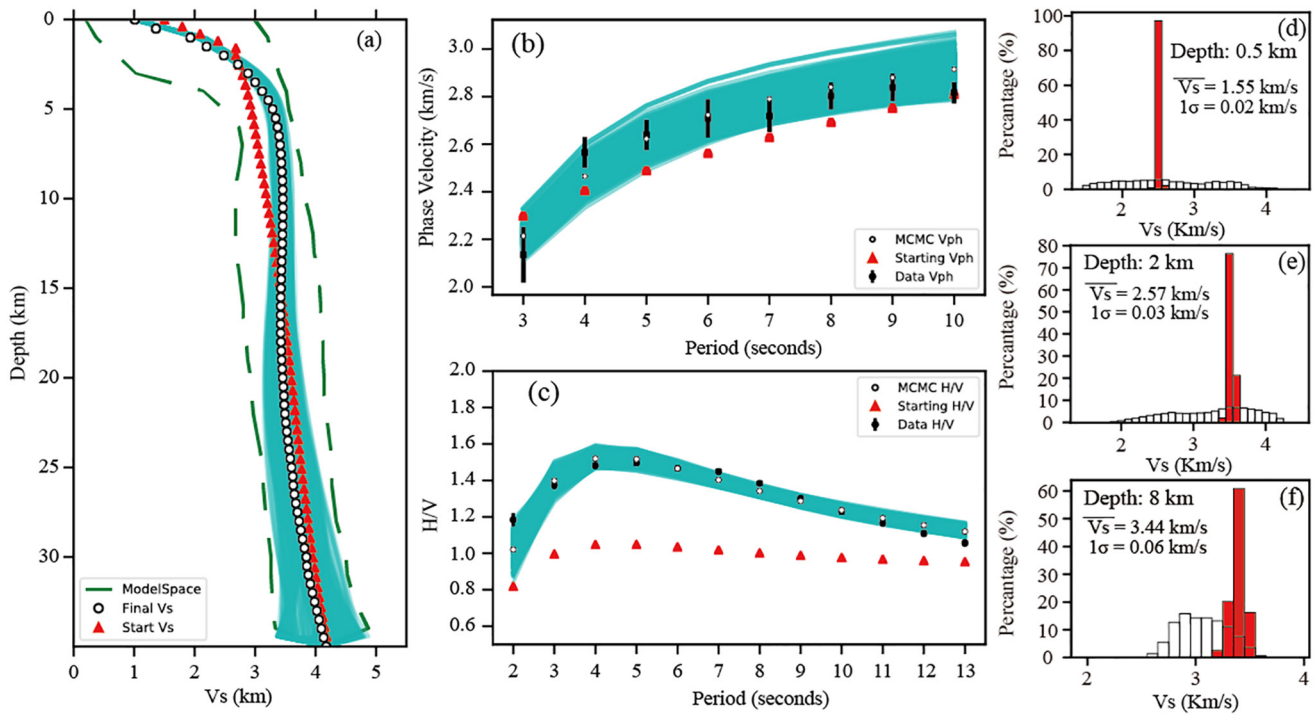 (a)
0
5
10
15
20
25
30
Depth (km)
ModelSpace
Final Vs
Start Vs
0 1 2 3 4 5
Vs (km)
(b)
3.0
2.8
2.6
2.4
2.2
2.0
Phase Velocity (km/s)
MCMC Vph
Starting Vph
Data Vph
3 4 5 6 7 8 9 10
Period (seconds)
(c)
2.0
1.8
1.6
1.4
1.2
1.0
0.8
0.6
H/V
MCMC H/V
Starting H/V
Data H/V
2 3 4 5 6 7 8 9 10 11 12 13
Period (seconds)
(d)
100
80
60
40
20
0
Percentage (%)
Depth: 0.5 km
Vs = 1.55 km/s
1σ = 0.02 km/s
2 3 4
Vs (Km/s)
(e)
80
70
60
50
40
30
20
10
0
Percentage (%)
Depth: 2 km
Vs = 2.57 km/s
1σ = 0.03 km/s
2 3 4
Vs (Km/s)
(f)
60
50
40
30
20
10
0
Percentage (%)
Depth: 8 km
Vs = 3.44 km/s
1σ = 0.06 km/s
2 3 4
Vs (Km/s)